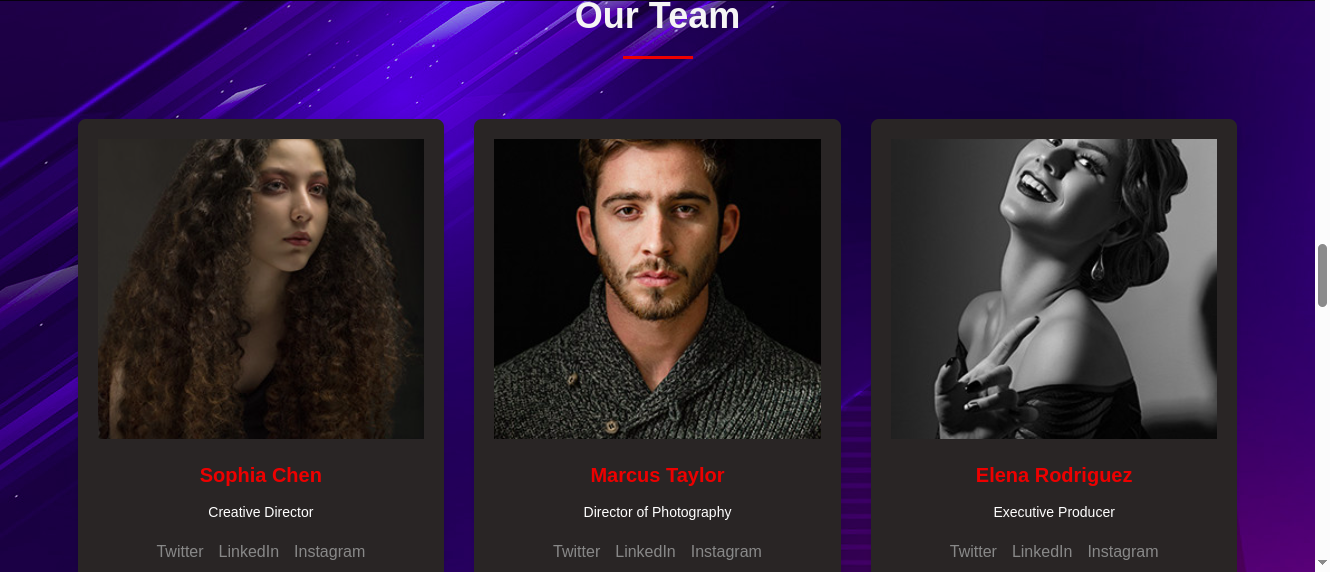 Our Team
Sophia Chen
Creative Director
Twitter LinkedIn Instagram
Marcus Taylor
Director of Photography
Twitter LinkedIn Instagram
Elena Rodriguez
Executive Producer
Twitter LinkedIn Instagram